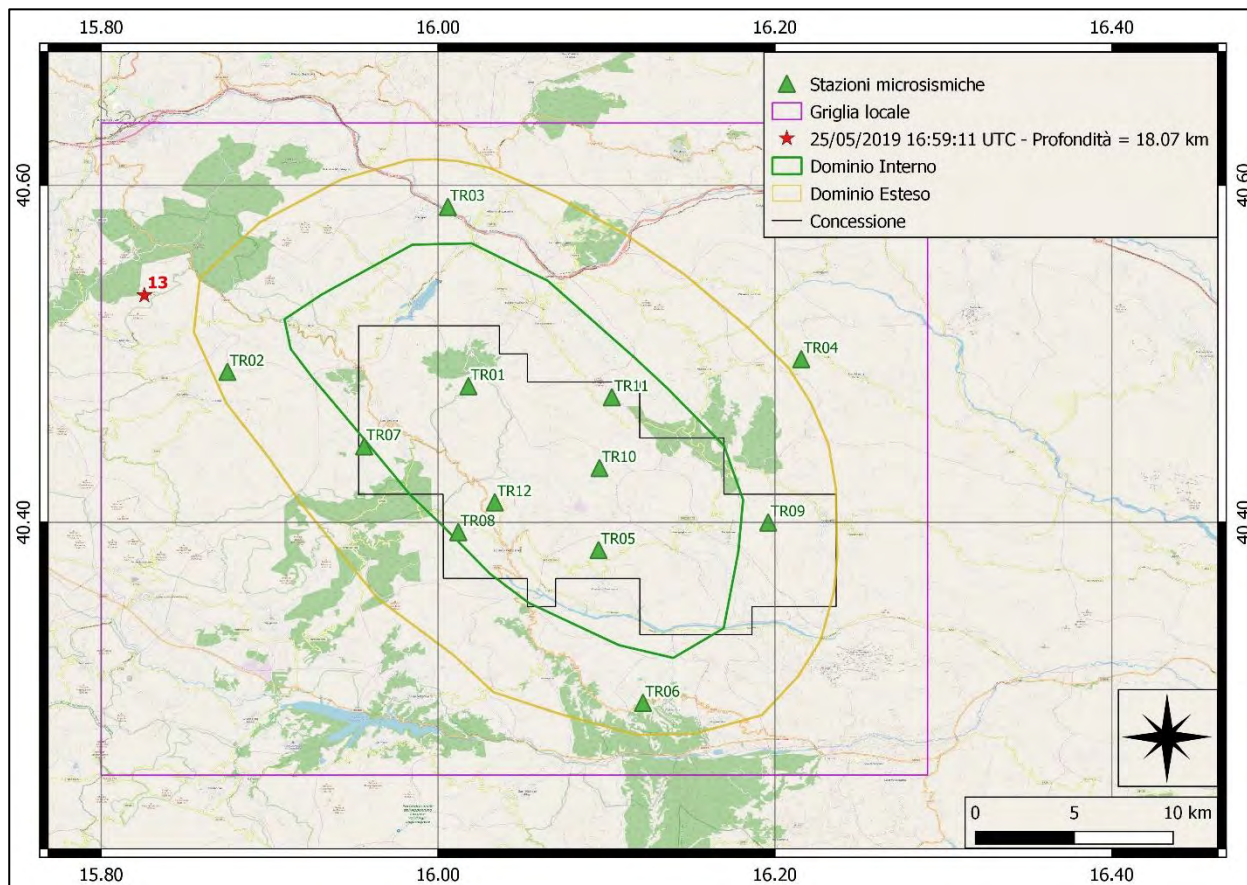 15.80 16.00 16.20 16.40
Stazioni microsismiche
Griglia locale
25/05/2019 16:59:11 UTC - Profondità = 18.07 km
Dominio Interno
Dominio Esteso
Concessione
40.60 40.60
TR03
13
TR04
TR02
TR01
TR11
TR07
TR10
TR12
TR08
TR09
40.40 40.40
TR05
TR06
0 5 10 km
15.80 16.00 16.20 16.40